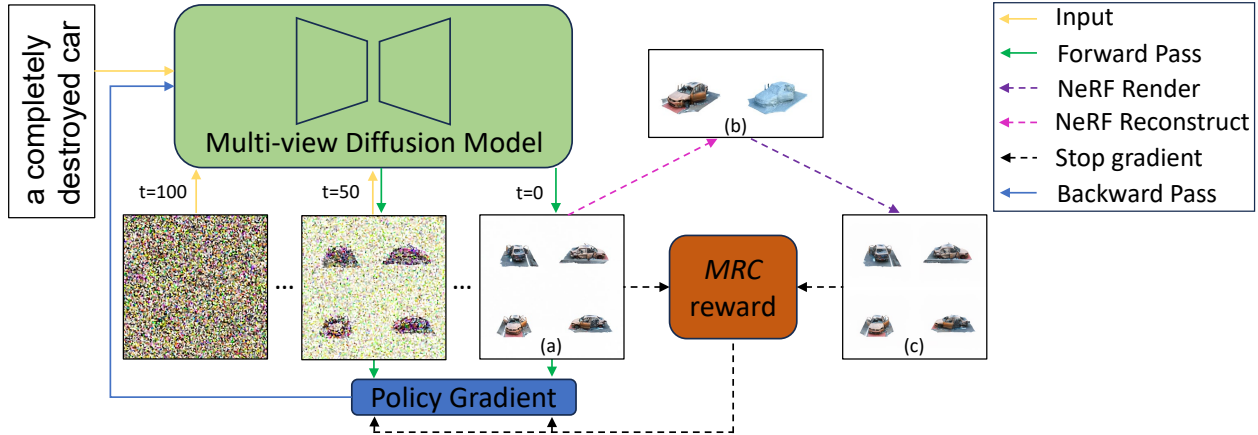 a completely
destroyed car
Multi-view Diffusion Model
t=100
t=50
t=0
...
...
(a)
(b)
(c)
MRC
reward
Policy Gradient
Input
Forward Pass
NeRF Render
NeRF Reconstruct
Stop gradient
Backward Pass